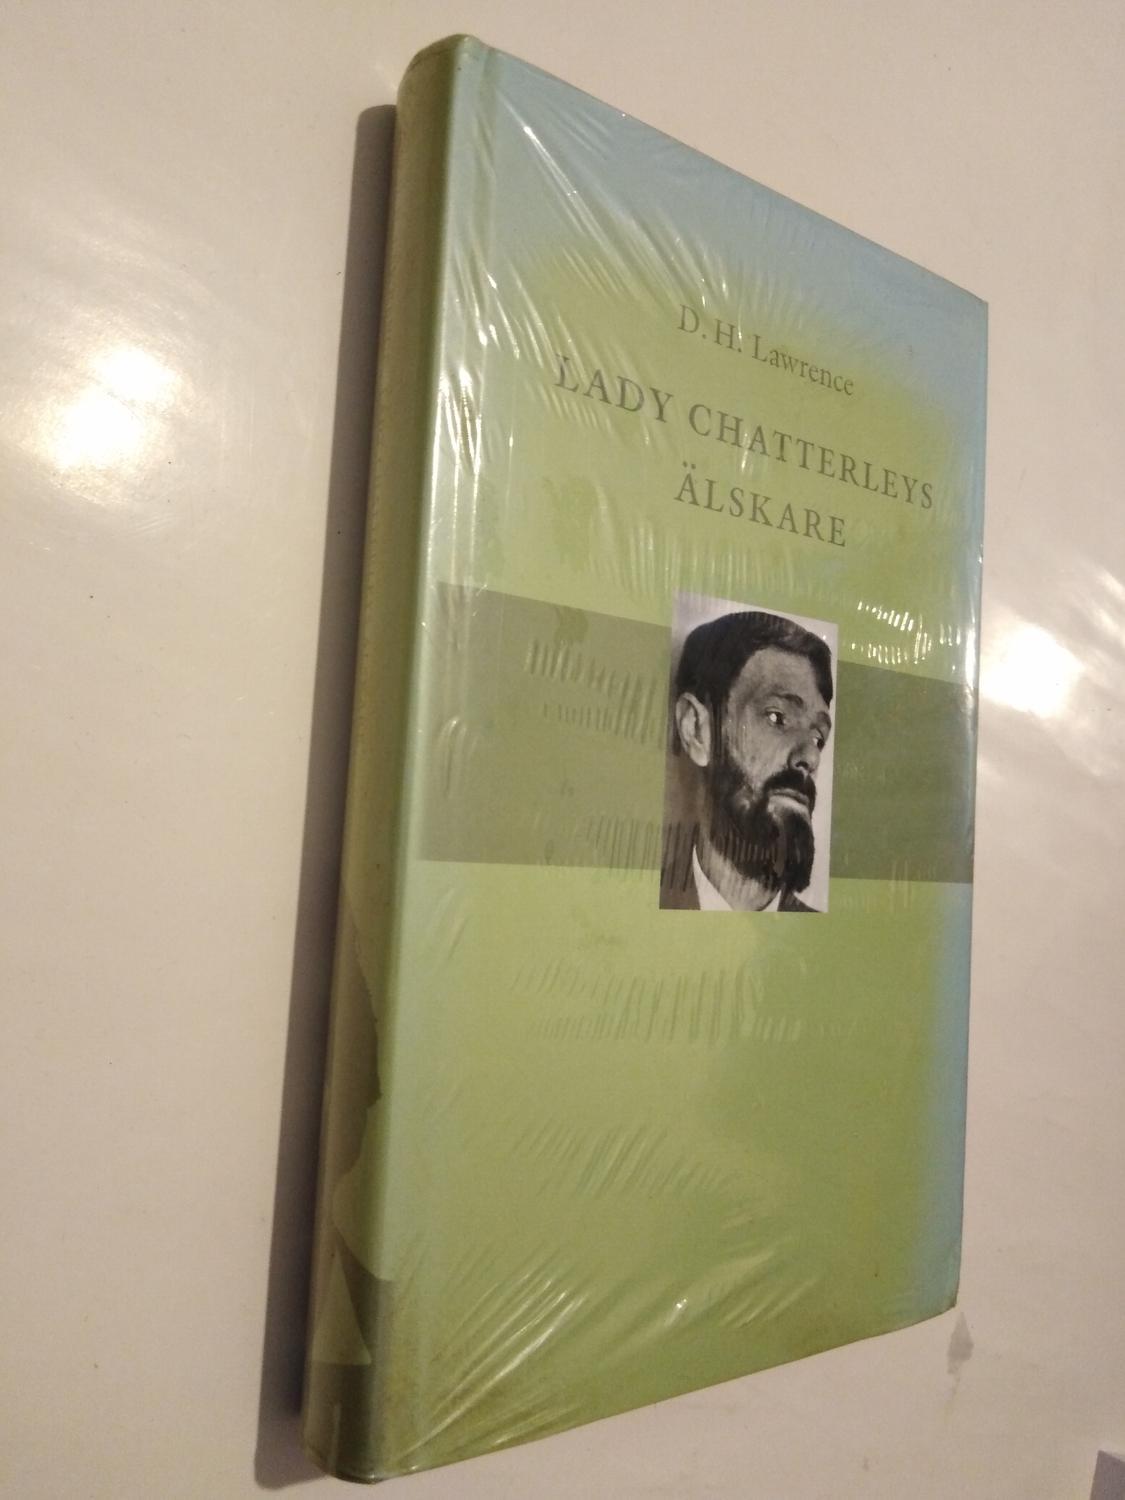 D. H. Lawrence
LADY CHATTERLEYS
ÄLSKARE